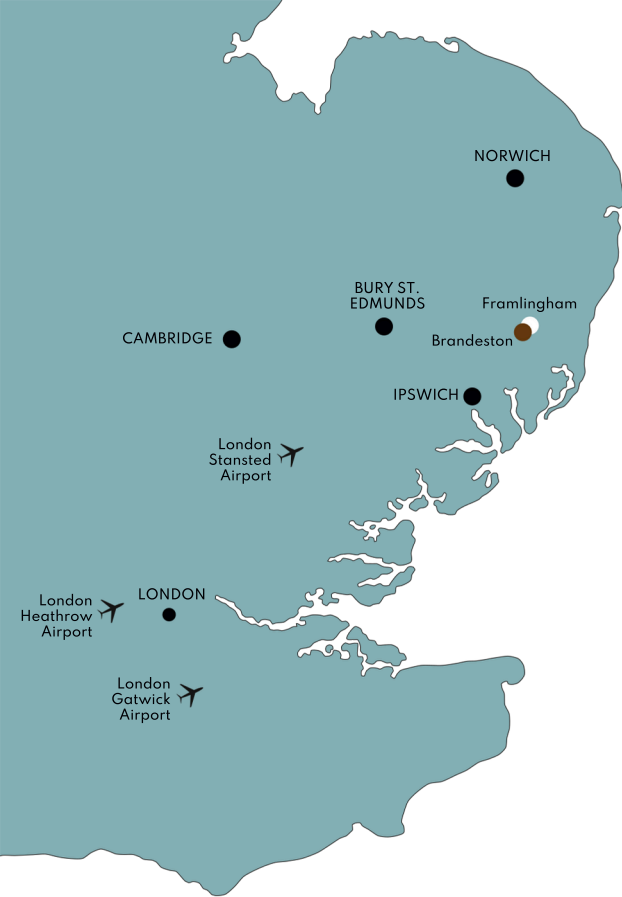 NORWICH
BURY ST.
EDMUNDS
Framlingham
CAMBRIDGE
Brandeston
IPSWICH
London
Stansted
Airport
London
Heathrow
Airport
LONDON
London
Gatwick
Airport